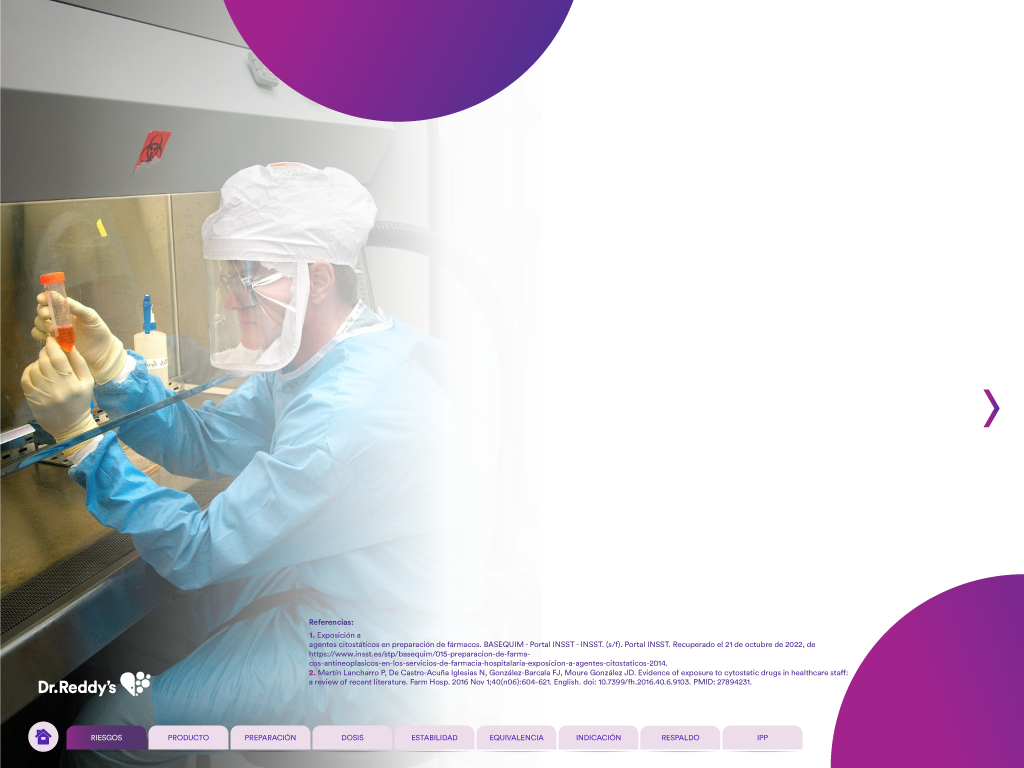 Referencias:
1. Exposición a
agentes citostáticos en preparación de fármacos. BASEQUIM - Portal INSST - INSST. (s/f). Portal INSST. Recuperado el 21 de octubre de 2022, de
https://www.insst.es/stp/basequim/015-preparacion-de-farma-
cos-antineoplasicos-en-los-servicios-de-farmacia-hospitalaria-exposicion-a-agentes-citostaticos-2014.
2. Martín Lancharro P, De Castro-Acuña Iglesias N, González-Barcala FJ, Moure González JD. Evidence of exposure to cytostatic drugs in healthcare staff:
a review of recent literature. Farm Hosp. 2016 Nov 1;40(n06):604-621. English. doi: 10.7399/fh.2016.40.6.9103. PMID: 27894231.
Dr.Reddy's
RIESGOS PRODUCTO PREPARACIÓN DOSIS ESTABILIDAD EQUIVALENCIA INDICACIÓN RESPALDO IPP